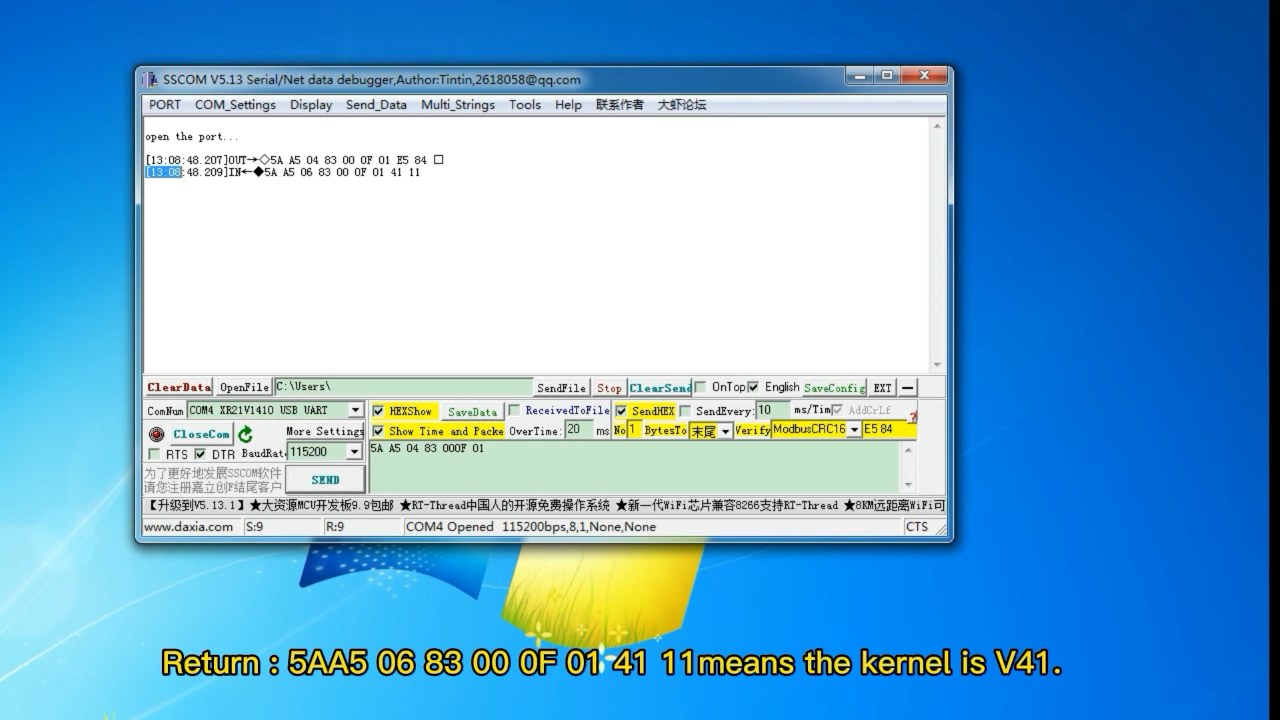 SSCOM V5.13 Serial/Net data debugger,Author:Tintin,2618058@qq.com
PORT COM_Settings Display Send_Data Multi_Strings Tools Help 联系作者 大虾论坛
open the port...
[13:08:48.207]OUT→◇5A A5 04 83 00 0F 01 E5 84 □
[13:08:48.209]IN←◆5A A5 06 83 00 0F 01 41 11
ClearData OpenFile C:\Users\ SendFile Stop ClearSend OnTop English SaveConfig EXT —
ComNum COM4 XR21V1410 USB UART HEXShow SaveData ReceivedToFile SendHEX SendEvery: 10 ms/Tim AddCrLf
CloseCom More Settings Show Time and Packe OverTime: 20 ms No 1 BytesTo 末尾 Verify ModbusCRC16 E5 84
RTS DTR BaudRat 115200 5A A5 04 83 000F 01
为了更好地发展SSCOM软件
请您注册嘉立创F结尾客户
SEND
【升级到V5.13.1】★大资源MCU开发板9.9包邮 ★RT-Thread中国人的开源免费操作系统 ★新一代WiFi芯片兼容8266支持RT-Thread ★8KM远距离WiFi可
www.daxia.com S:9 R:9 COM4 Opened 115200bps,8,1,None,None CTS
Return : 5AA5 06 83 00 0F 01 41 11means the kernel is V41.